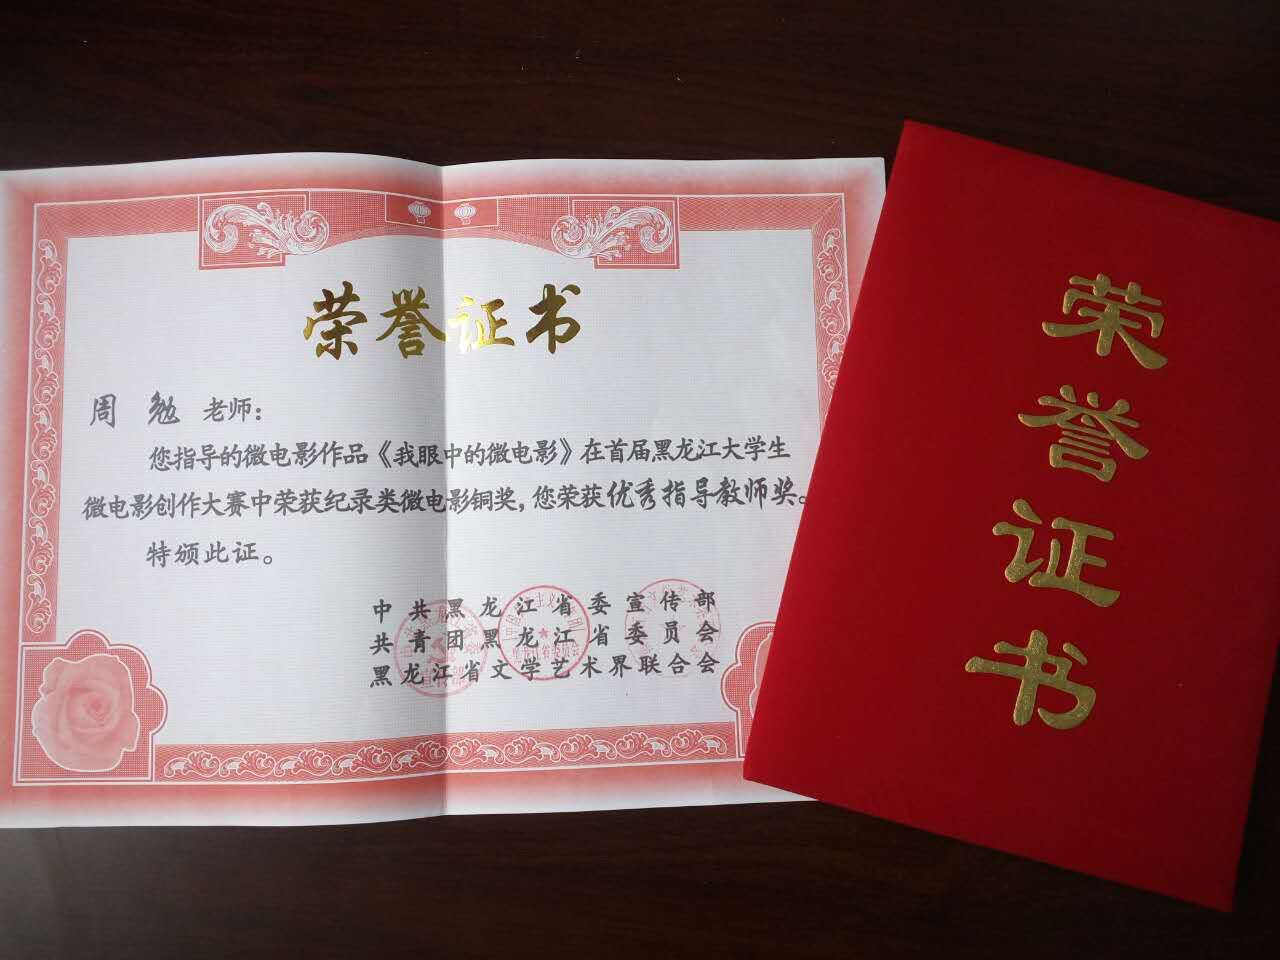 荣誉证书
周勉 老师：
您指导的微电影作品《我眼中的微电影》在首届黑龙江大学生
微电影创作大赛中荣获纪录类微电影铜奖，您荣获优秀指导教师奖。
特颁此证。
中共黑龙江省委宣传部
共青团黑龙江省委员会
黑龙江省文学艺术界联合会
荣誉证书